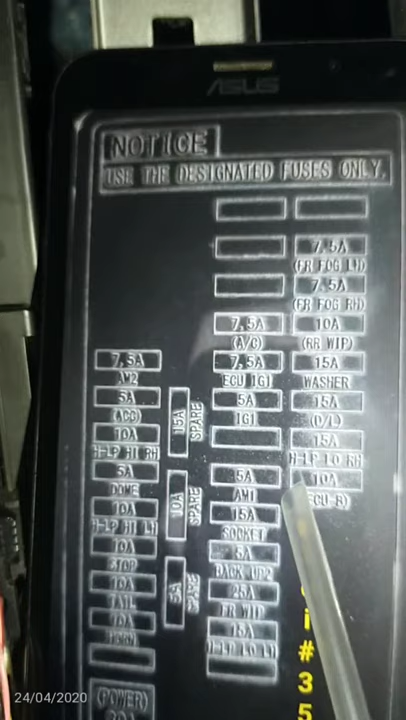 ASUS
NOTICE
USE THE DESIGNATED FUSES ONLY.
7.5A
(FR FOG LH)
7.5A
(FR FOG RH)
7.5A
(A/C)
10A
(RR WIP)
7.5A
AM2
7.5A
ECU IG1
15A
WASHER
5A
(ACC)
15A
SPARE
5A
IG1
15A
(D/L)
10A
H-LP HI RH
15A
H-LP LO RH
5A
DOME
10A
SPARE
5A
AM1
10A
(ECU-B)
10A
H-LP HI LH
15A
SOCKET
10A
STOP
5A
SPARE
5A
BACK UP2
10A
TAIL
25A
FR WIP
10A
15A
H-LP LO LH
(POWER)
i
#
3
5
24/04/2020